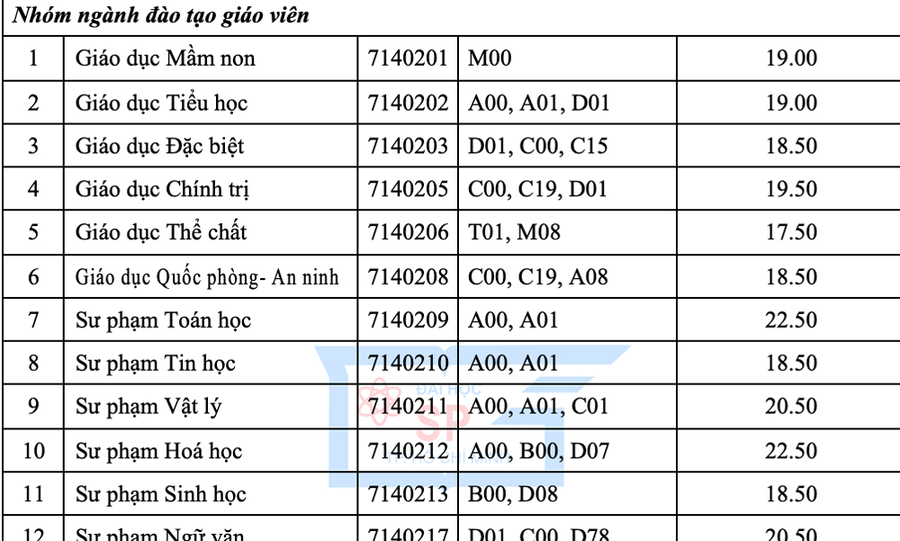 Nhóm ngành đào tạo giáo viên
1 Giáo dục Mầm non 7140201 M00 19.00
2 Giáo dục Tiểu học 7140202 A00, A01, D01 19.00
3 Giáo dục Đặc biệt 7140203 D01, C00, C15 18.50
4 Giáo dục Chính trị 7140205 C00, C19, D01 19.50
5 Giáo dục Thể chất 7140206 T01, M08 17.50
6 Giáo dục Quốc phòng- An ninh 7140208 C00, C19, A08 18.50
7 Sư phạm Toán học 7140209 A00, A01 22.50
8 Sư phạm Tin học 7140210 A00, A01 18.50
ĐẠI HỌC
9 Sư phạm Vật lý 7140211 A00, A01, C01 20.50
SP
10 Sư phạm Hoá học 7140212 A00, B00, D07 22.50
11 Sư phạm Sinh học 7140213 B00, D08 18.50
12 Sư phạm Ngữ văn 7140217 D01, C00, D78 20.50